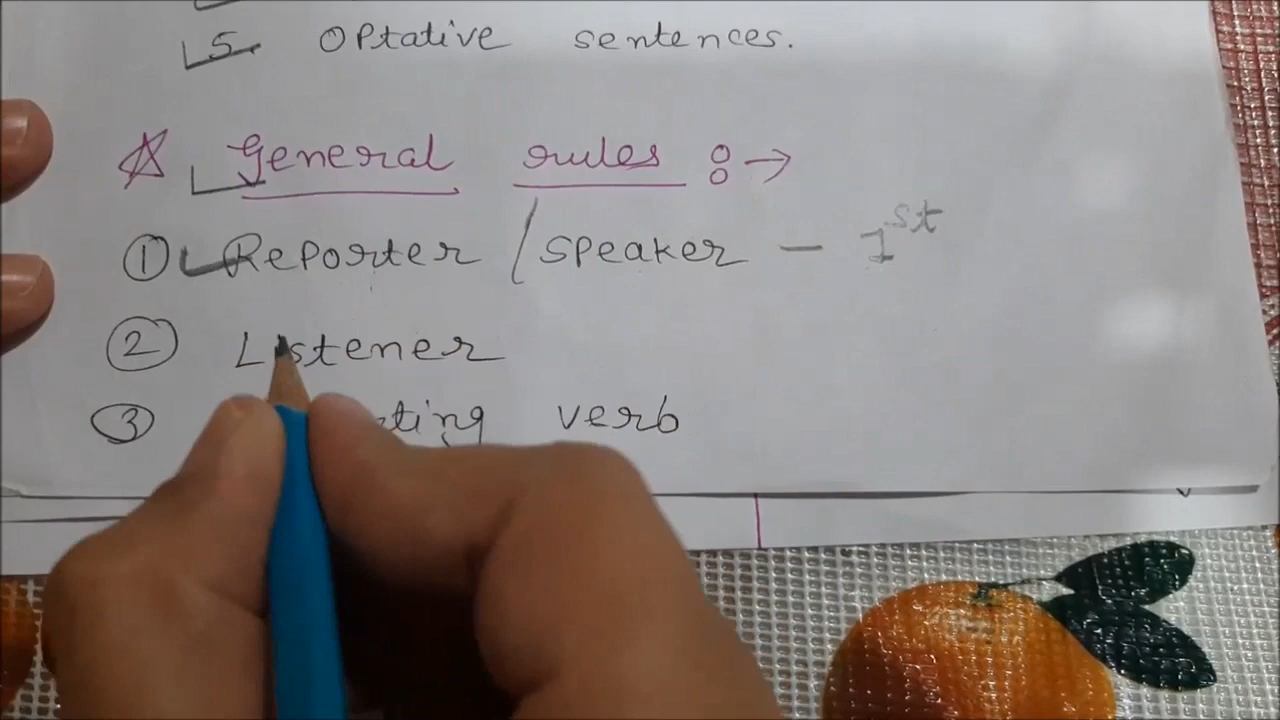 5. Optative sentences.
☆ General rules :→
① Reporter / speaker - 1st
② Listener
③ verb